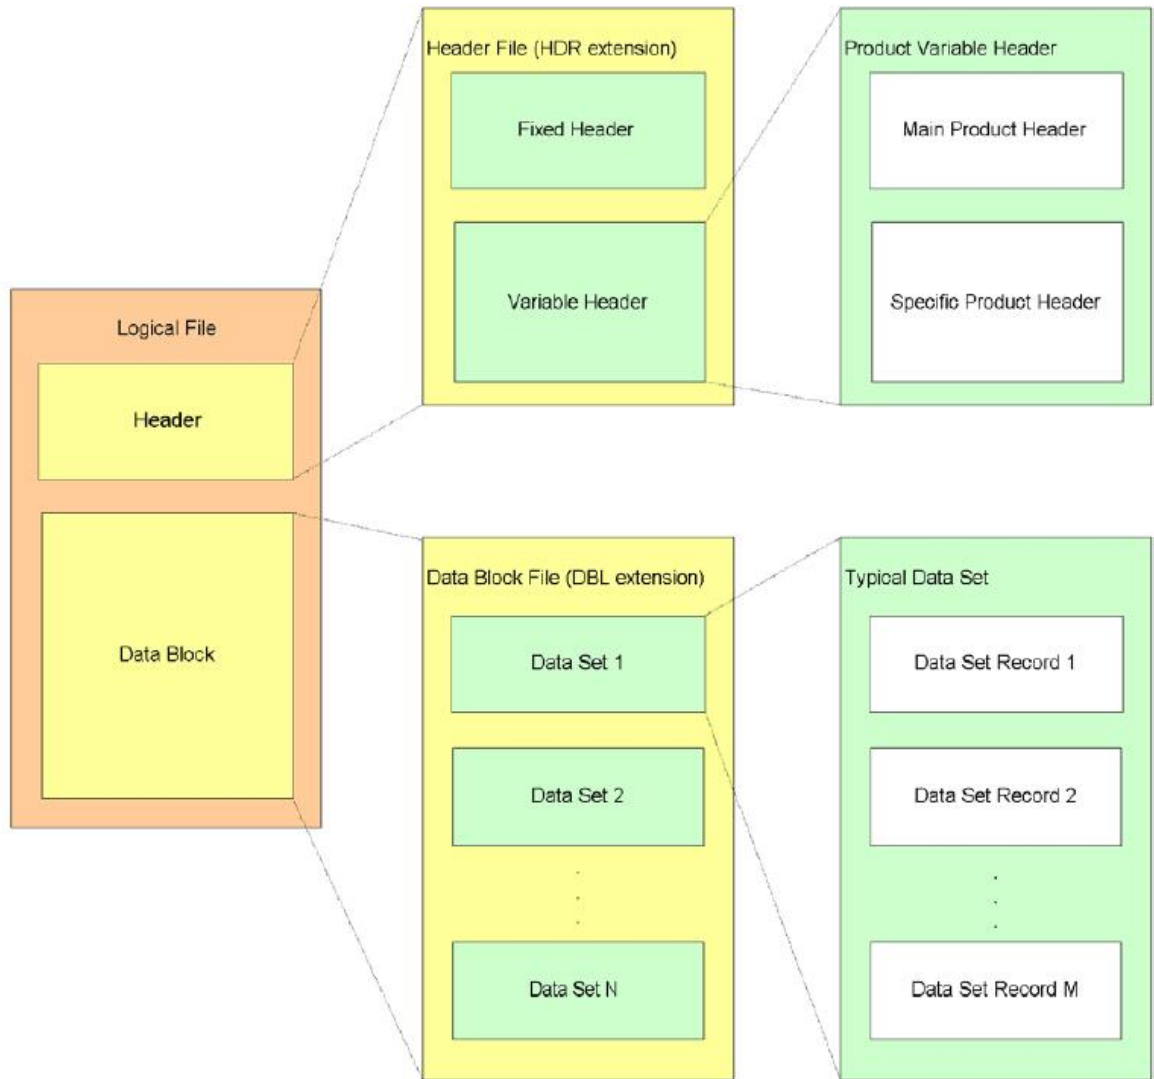 Header File (HDR extension)
Fixed Header
Variable Header
Product Variable Header
Main Product Header
Specific Product Header
Logical File
Header
Data Block
Data Block File (DBL extension)
Data Set 1
Data Set 2
.
.
.
Data Set N
Typical Data Set
Data Set Record 1
Data Set Record 2
.
.
.
Data Set Record M